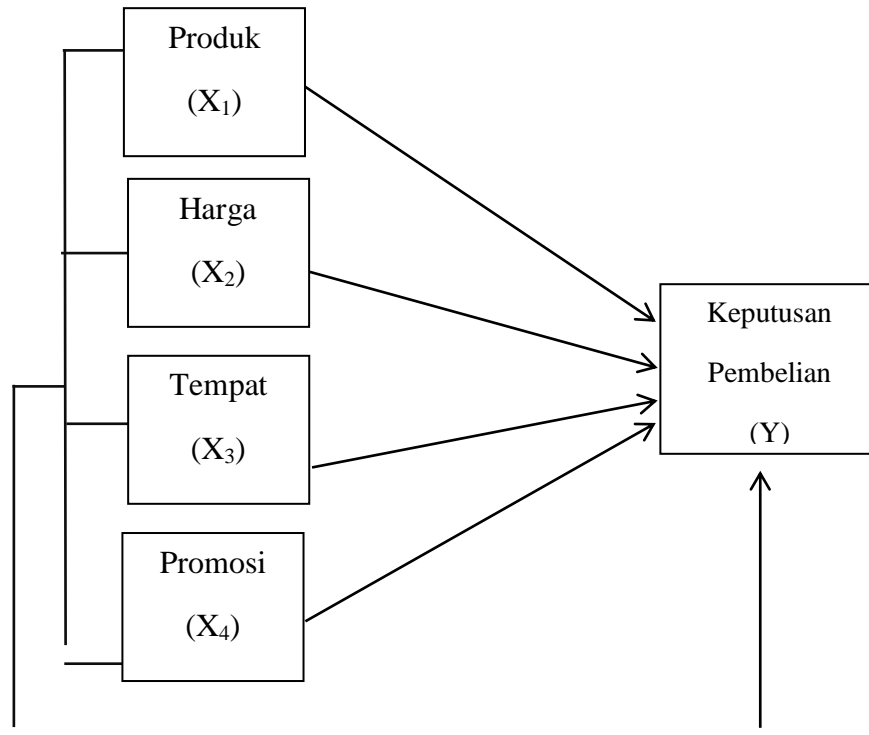 Produk
(X₁)
Harga
(X₂)
Tempat
(X₃)
Promosi
(X₄)
Keputusan
Pembelian
(Y)